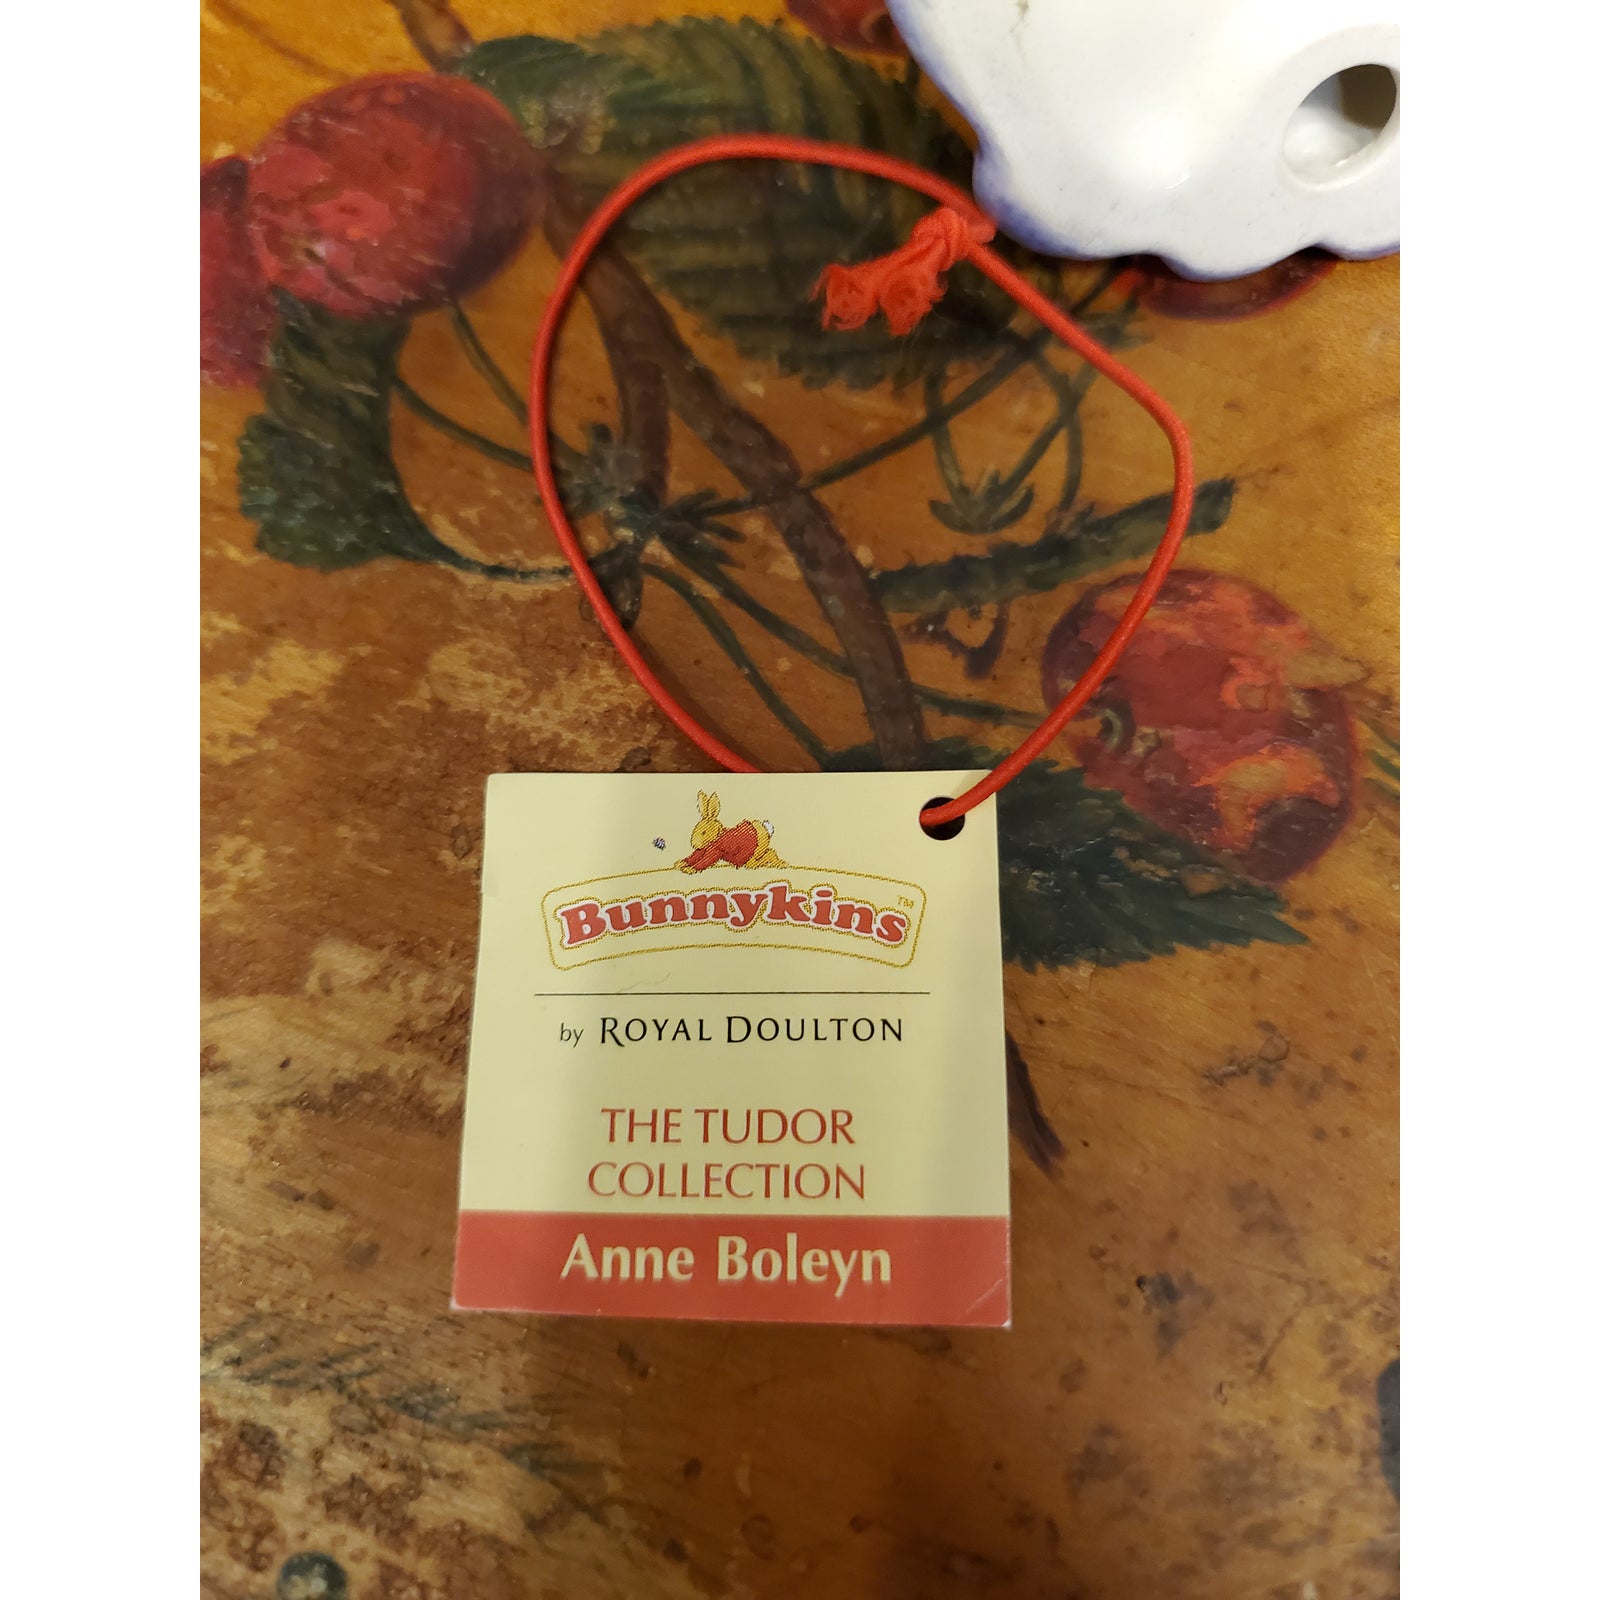 Bunnykins™
by ROYAL DOULTON
THE TUDOR
COLLECTION
Anne Boleyn